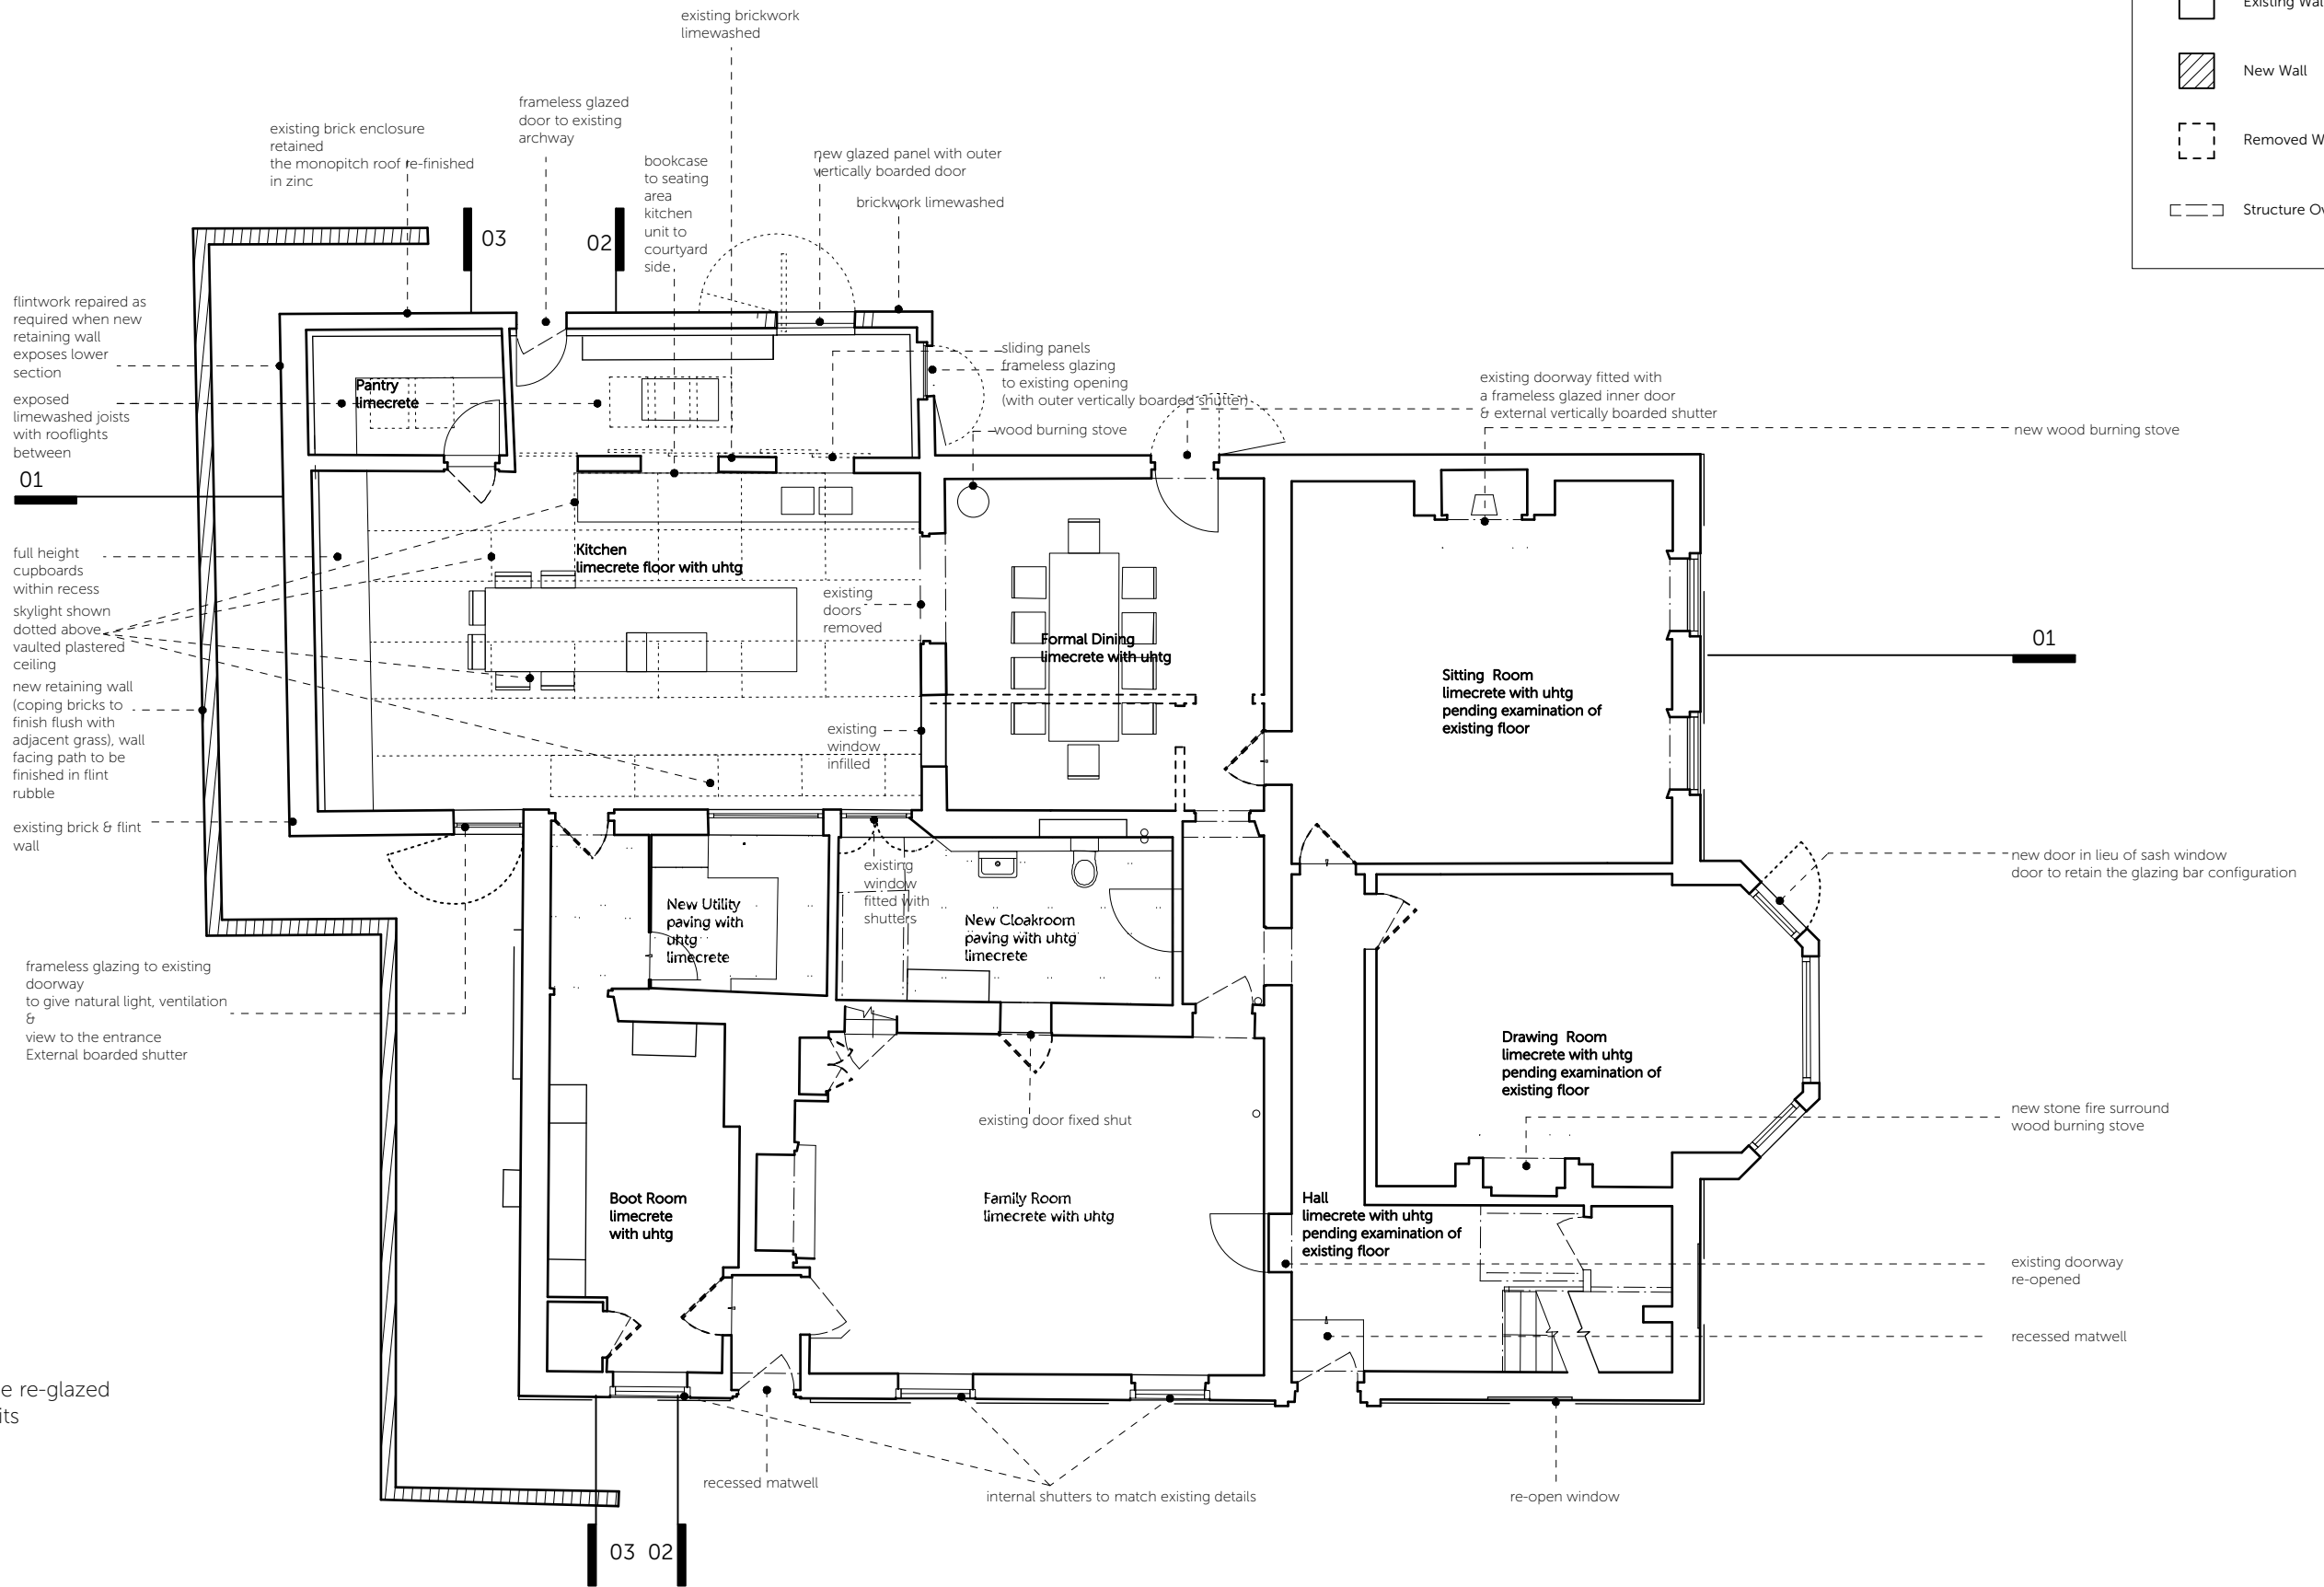 existing brickwork
limewashed
Existing Wall
New Wall
Removed W
Structure Ov
frameless glazed
door to existing
archway
existing brick enclosure
retained
the monopitch roof re-finished
in zinc
bookcase
to seating
area
kitchen
unit to
courtyard
side
new glazed panel with outer
vertically boarded door
brickwork limewashed
03
02
flintwork repaired as
required when new
retaining wall
exposes lower
section
exposed
limewashed joists
with rooflights
between
Pantry
limecrete
sliding panels
frameless glazing
to existing opening
(with outer vertically boarded shutter)
wood burning stove
existing doorway fitted with
a frameless glazed inner door
& external vertically boarded shutter
new wood burning stove
01
full height
cupboards
within recess
skylight shown
dotted above
vaulted plastered
ceiling
new retaining wall
(coping bricks to
finish flush with
adjacent grass), wall
facing path to be
finished in flint
rubble
existing brick & flint
wall
Kitchen
limecrete floor with uhtg
existing
doors
removed
existing
window
infilled
Formal Dining
limecrete with uhtg
Sitting Room
limecrete with uhtg
pending examination of
existing floor
01
new door in lieu of sash window
door to retain the glazing bar configuration
existing
window
fitted with
shutters
New Utility
paving with
uhtg
limecrete
New Cloakroom
paving with uhtg
limecrete
frameless glazing to existing
doorway
to give natural light, ventilation
&
view to the entrance
External boarded shutter
Drawing Room
limecrete with uhtg
pending examination of
existing floor
existing door fixed shut
new stone fire surround
wood burning stove
Boot Room
limecrete
with uhtg
Family Room
limecrete with uhtg
Hall
limecrete with uhtg
pending examination of
existing floor
existing doorway
re-opened
recessed matwell
e re-glazed
its
recessed matwell
internal shutters to match existing details
re-open window
03
02